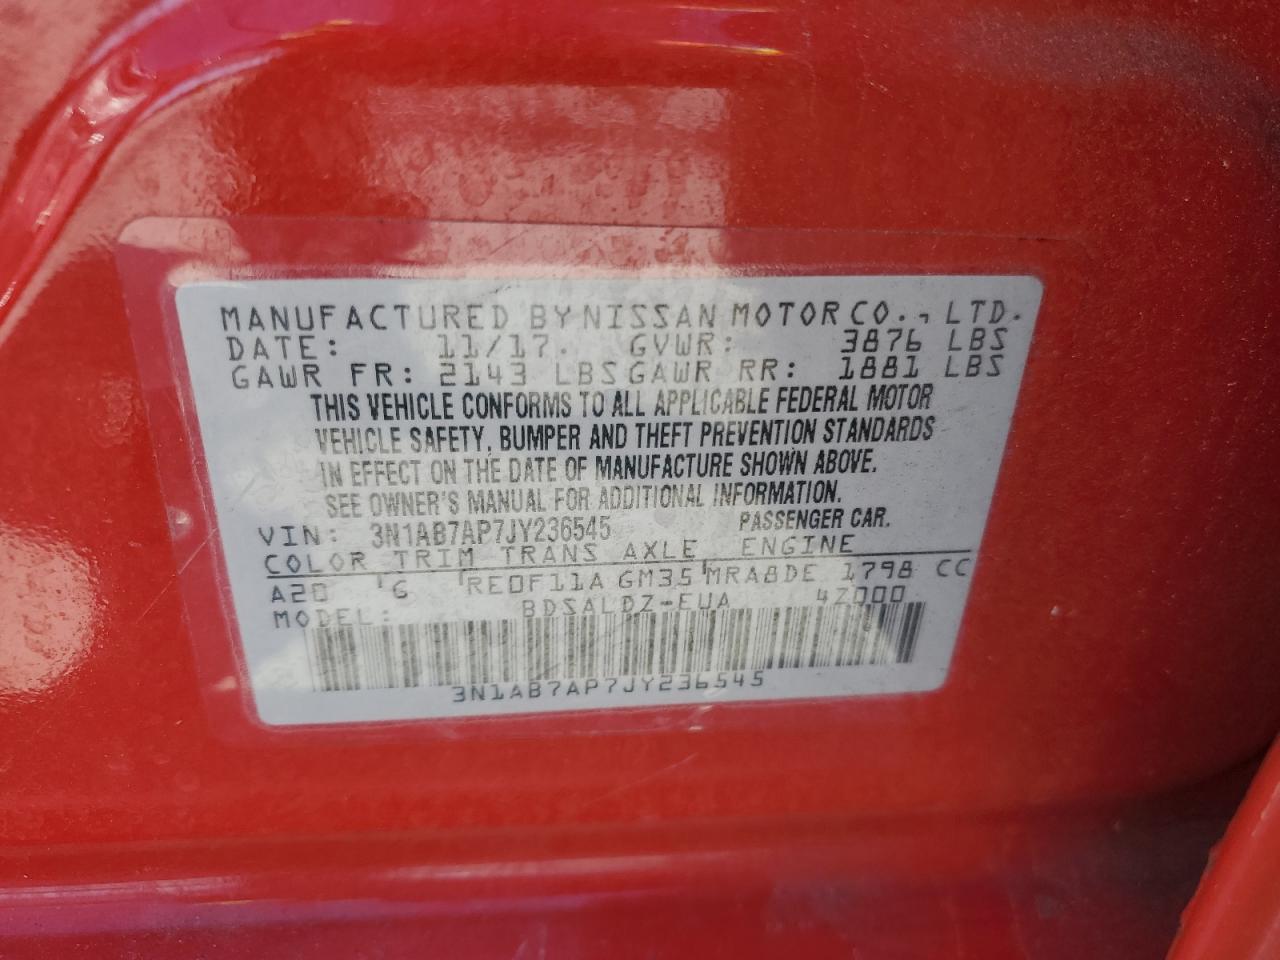 MANUFACTURED BY NISSAN MOTOR CO., LTD.
DATE: 11/17. GVWR: 3876 LBS
GAWR FR: 2143 LBS GAWR RR: 1881 LBS
THIS VEHICLE CONFORMS TO ALL APPLICABLE FEDERAL MOTOR
VEHICLE SAFETY, BUMPER AND THEFT PREVENTION STANDARDS
IN EFFECT ON THE DATE OF MANUFACTURE SHOWN ABOVE.
SEE OWNER'S MANUAL FOR ADDITIONAL INFORMATION.
VIN: 3N1AB7AP7JY236545 PASSENGER CAR.
COLOR TRIM TRANS AXLE ENGINE
A20 'G 'RE0F11A GM35'MRA8DE 1798 CC
MODEL: BDSALDZ-EUA 4Z000
3N1AB7AP7JY236545